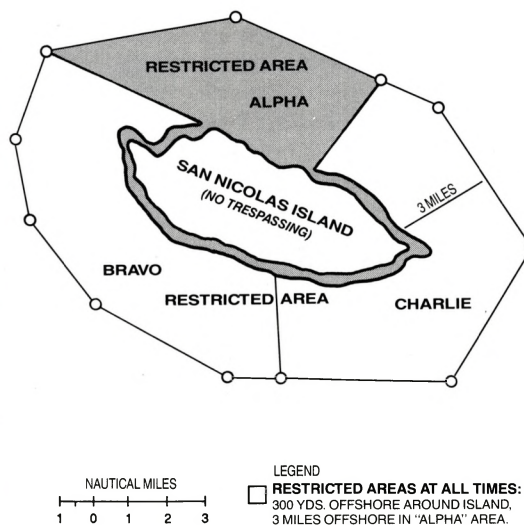 RESTRICTED AREA
ALPHA
SAN NICOLAS ISLAND
(NO TRESPASSING)
3 MILES
BRAVO
RESTRICTED AREA
CHARLIE
NAUTICAL MILES
1 0 1 2 3
LEGEND
RESTRICTED AREAS AT ALL TIMES:
300 YDS. OFFSHORE AROUND ISLAND,
3 MILES OFFSHORE IN "ALPHA" AREA.